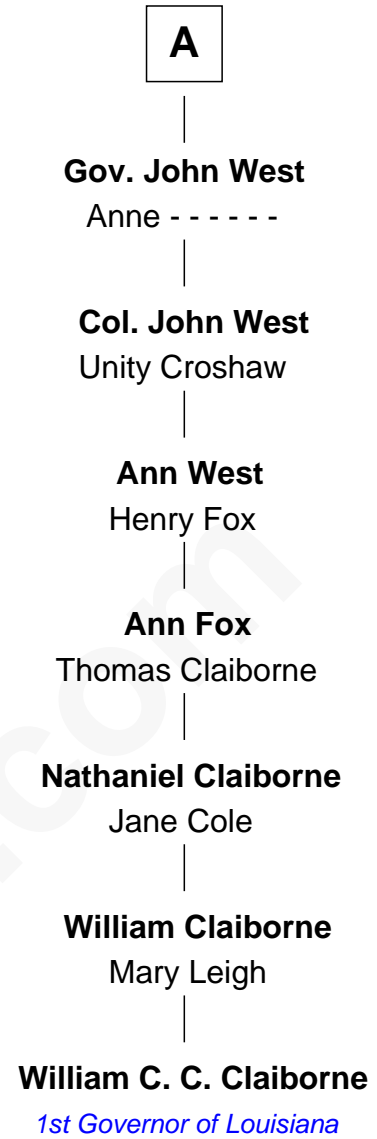 A
Gov. John West
Anne - - - - - -
Col. John West
Unity Croshaw
Ann West
Henry Fox
Ann Fox
Thomas Claiborne
Nathaniel Claiborne
Jane Cole
William Claiborne
Mary Leigh
William C. C. Claiborne
1st Governor of Louisiana